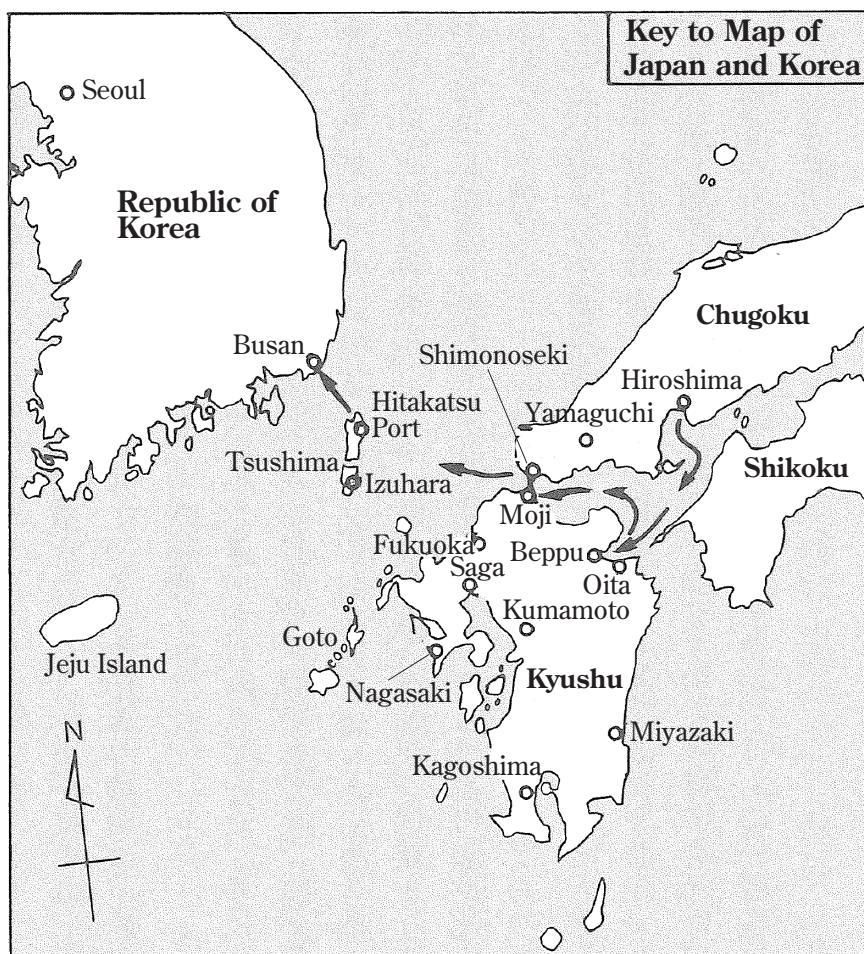 Key to Map of
Japan and Korea
Seoul
Republic of
Korea
Chugoku
Busan
Shimonoseki
Hiroshima
Hitakatsu
Port
Yamaguchi
Tsushima
Izuhara
Shikoku
Moji
Fukuoka
Beppu
Saga
Oita
Kumamoto
Goto
Jeju Island
Nagasaki
Kyushu
N
Miyazaki
Kagoshima